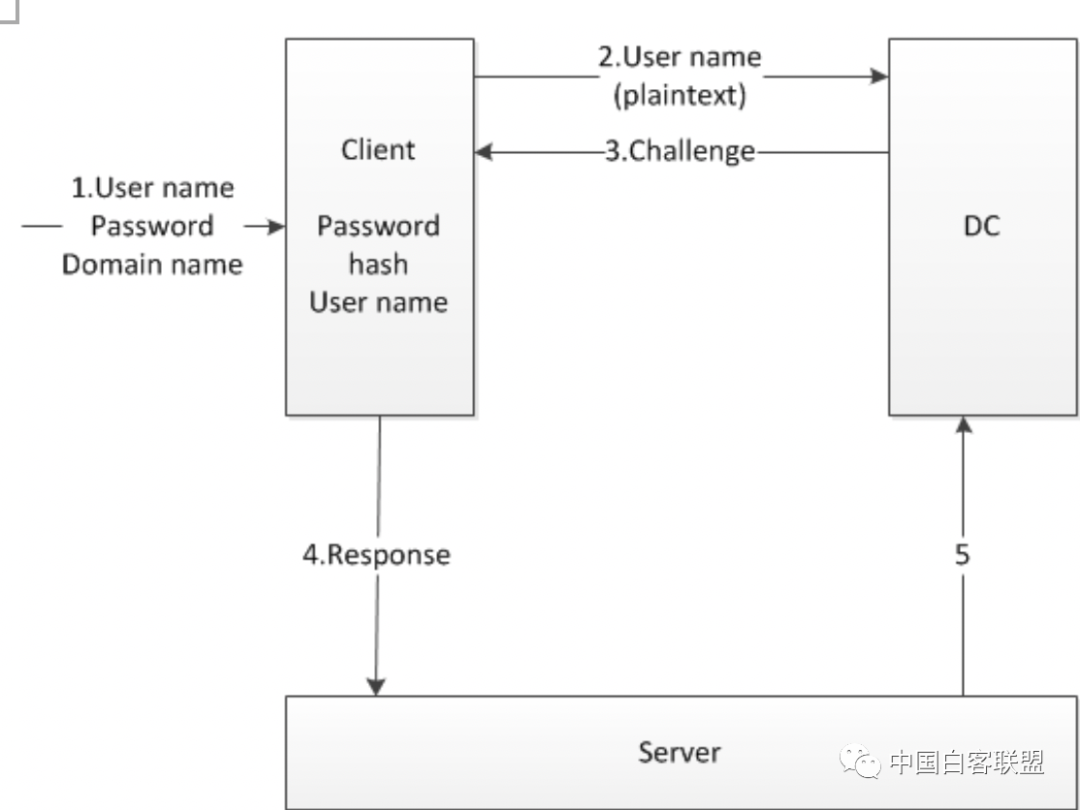 2.User name
(plaintext)
Client
3.Challenge
1.User name
Password
Domain name
Password
hash
User name
DC
4.Response
5
Server
中国白客联盟